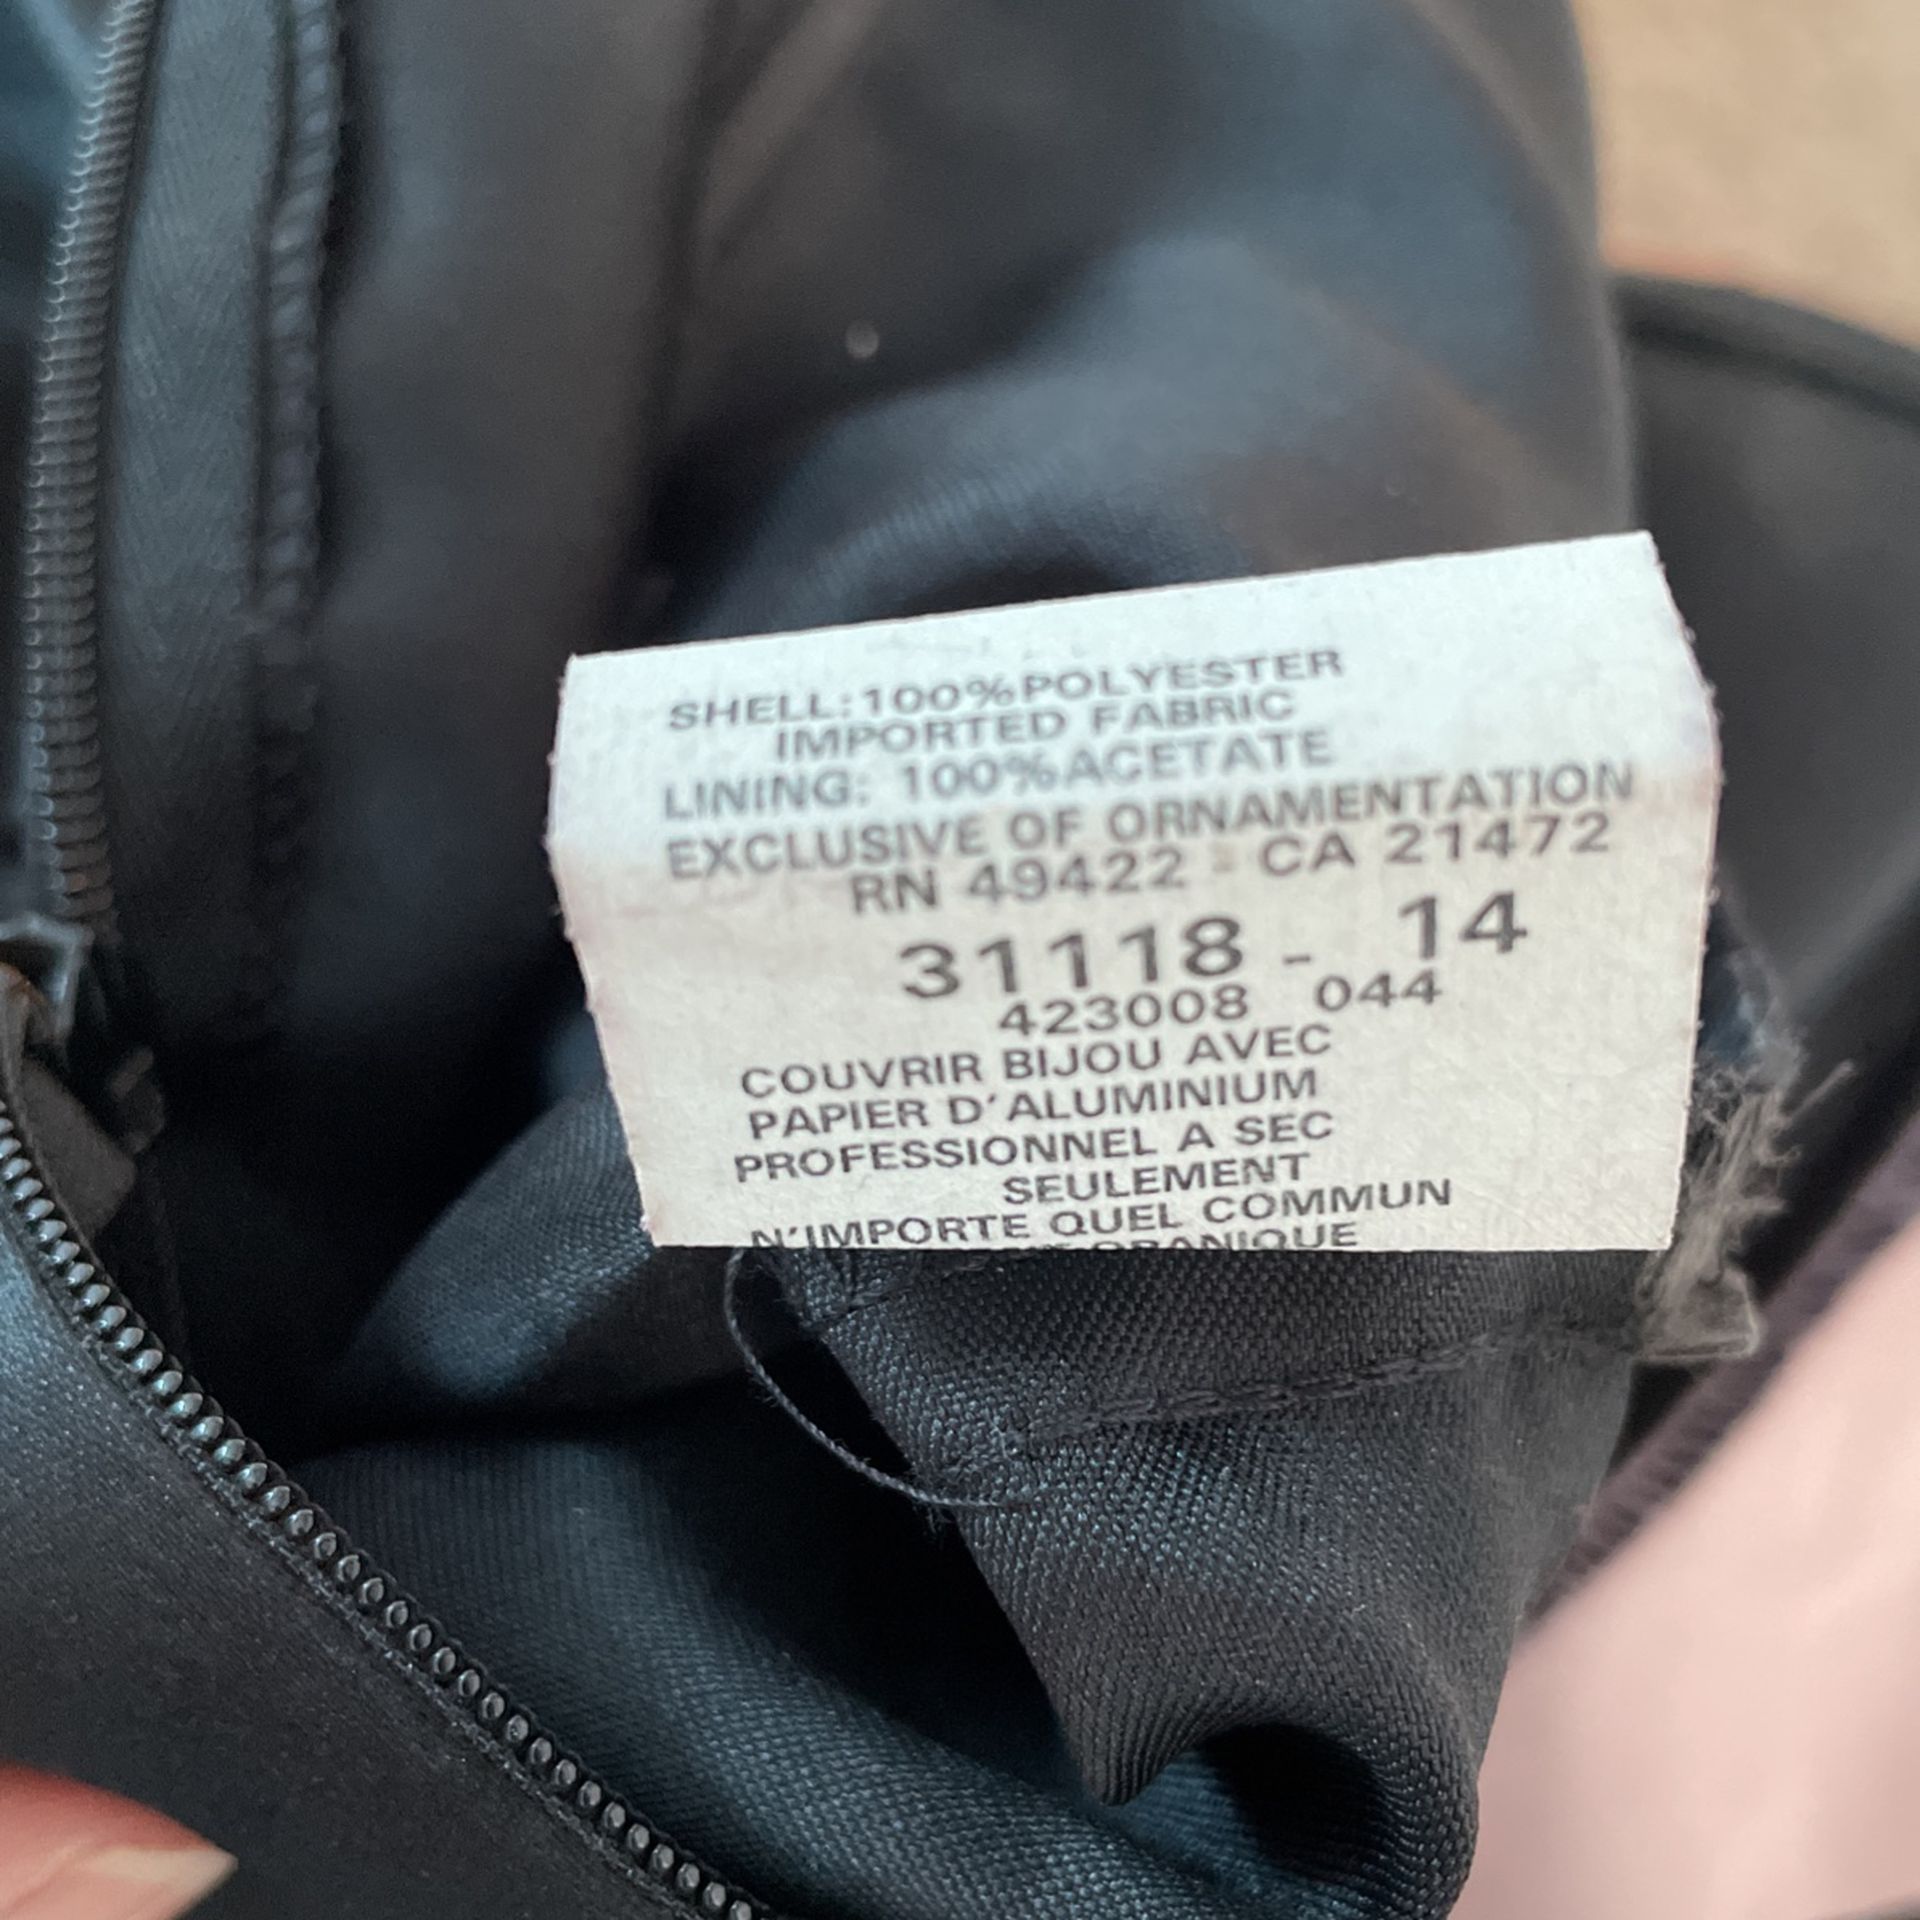 SHELL:100%POLYESTER
IMPORTED FABRIC
LINING: 100%ACETATE
EXCLUSIVE OF ORNAMENTATION
RN 49422 CA 21472
31118 - 14
423008 044
COUVRIR BIJOU AVEC
PAPIER D'ALUMINIUM
PROFESSIONNEL A SEC
SEULEMENT
N'IMPORTE QUEL COMMUN
ORANIQUE